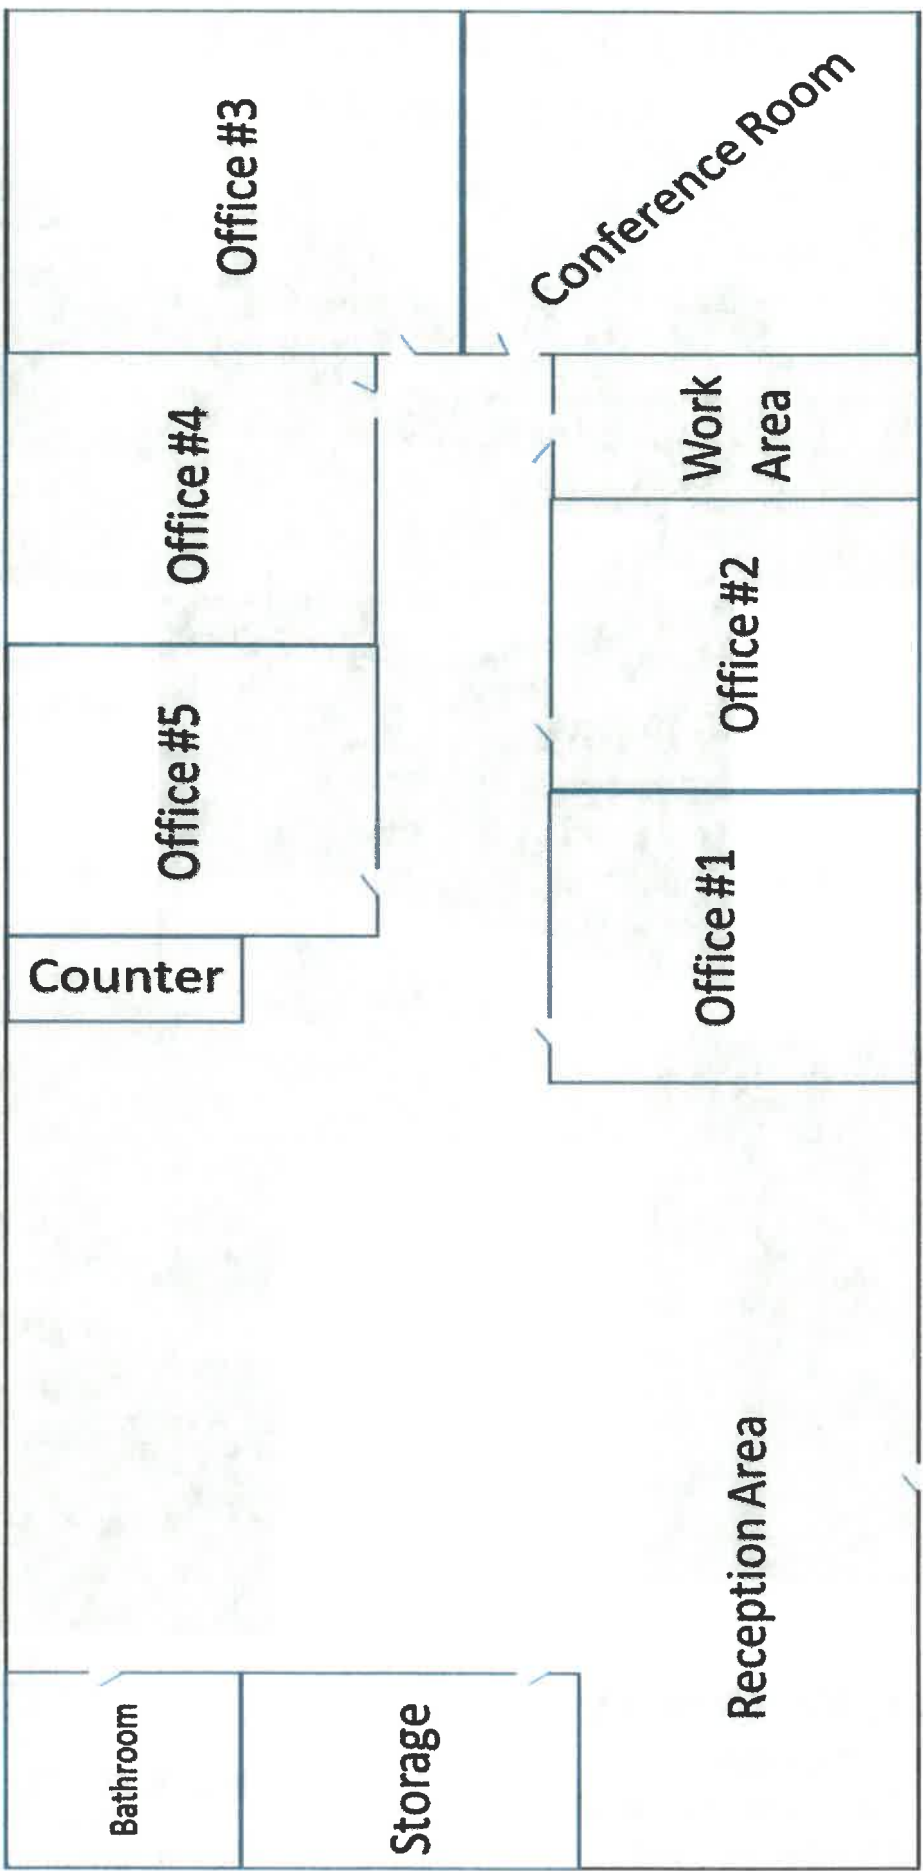 Office #3
Conference Room
Office #4
Work
Area
Office #5
Office #2
Counter
Office #1
Reception Area
Bathroom
Storage